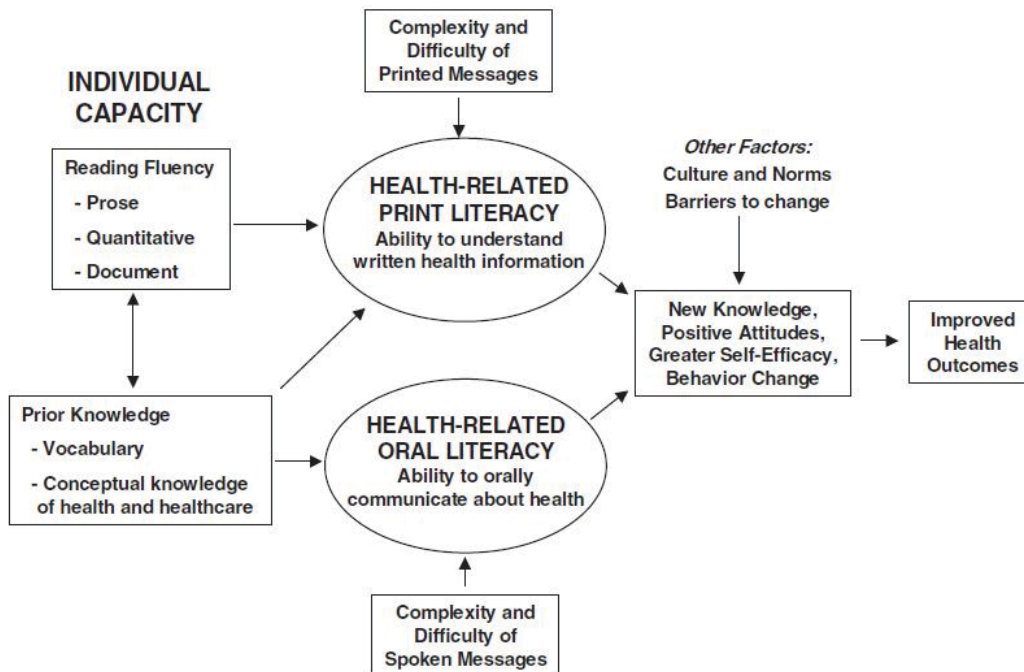 Complexity and
Difficulty of
Printed Messages
INDIVIDUAL
CAPACITY
Reading Fluency
- Prose
- Quantitative
- Document
HEALTH-RELATED
PRINT LITERACY
Ability to understand
written health information
Other Factors:
Culture and Norms
Barriers to change
New Knowledge,
Positive Attitudes,
Greater Self-Efficacy,
Behavior Change
Improved
Health
Outcomes
Prior Knowledge
- Vocabulary
- Conceptual knowledge
of health and healthcare
HEALTH-RELATED
ORAL LITERACY
Ability to orally
communicate about health
Complexity and
Difficulty of
Spoken Messages